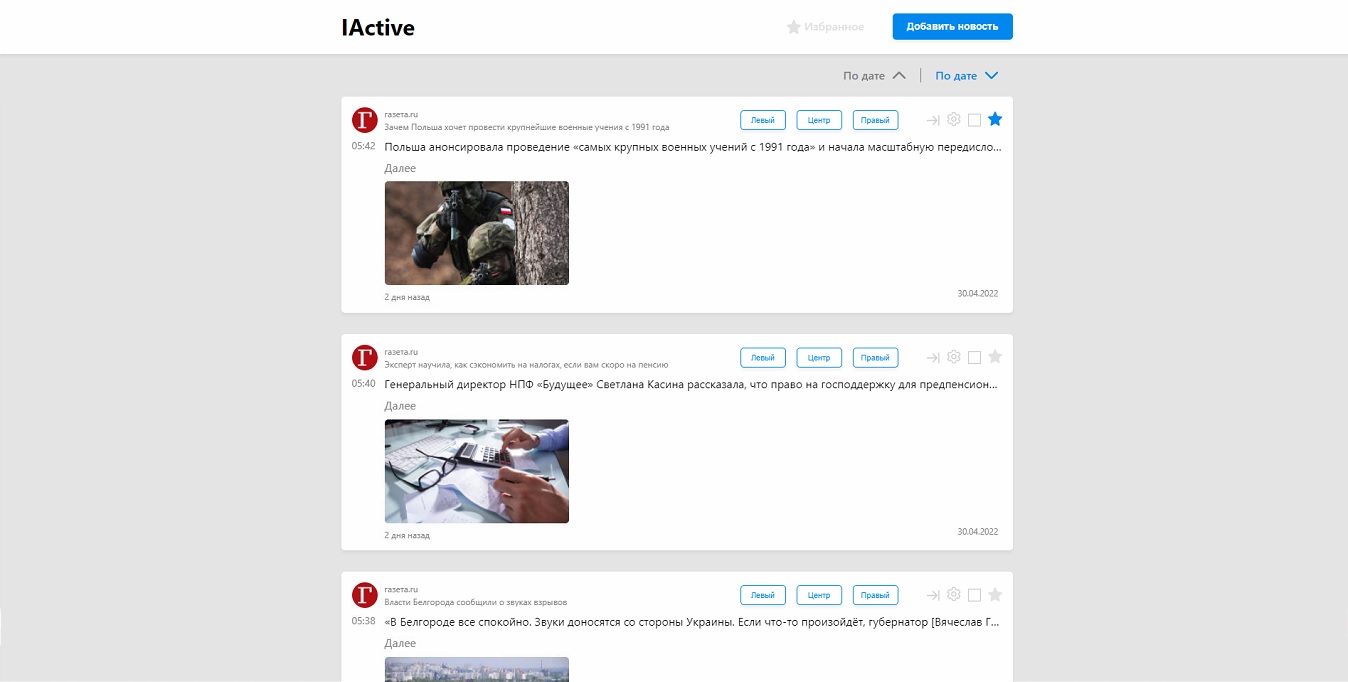 IActive
Избранное
Добавить новость
По дате
По дате
газета.ru
Зачем Польша хочет провести крупнейшие военные учения с 1991 года
Левый
Центр
Правый
05:42
Польша анонсировала проведение «самых крупных военных учений с 1991 года» и начала масштабную передисло...
Далее
2 дня назад
30.04.2022
газета.ru
Эксперт научила, как сэкономить на налогах, если вам скоро на пенсию
Левый
Центр
Правый
05:40
Генеральный директор НПФ «Будущее» Светлана Касина рассказала, что право на господдержку для предпенсион...
Далее
2 дня назад
30.04.2022
газета.ru
Власти Белгорода сообщили о звуках взрывов
Левый
Центр
Правый
05:38
«В Белгороде все спокойно. Звуки доносятся со стороны Украины. Если что-то произойдёт, губернатор [Вячеслав Г...
Далее